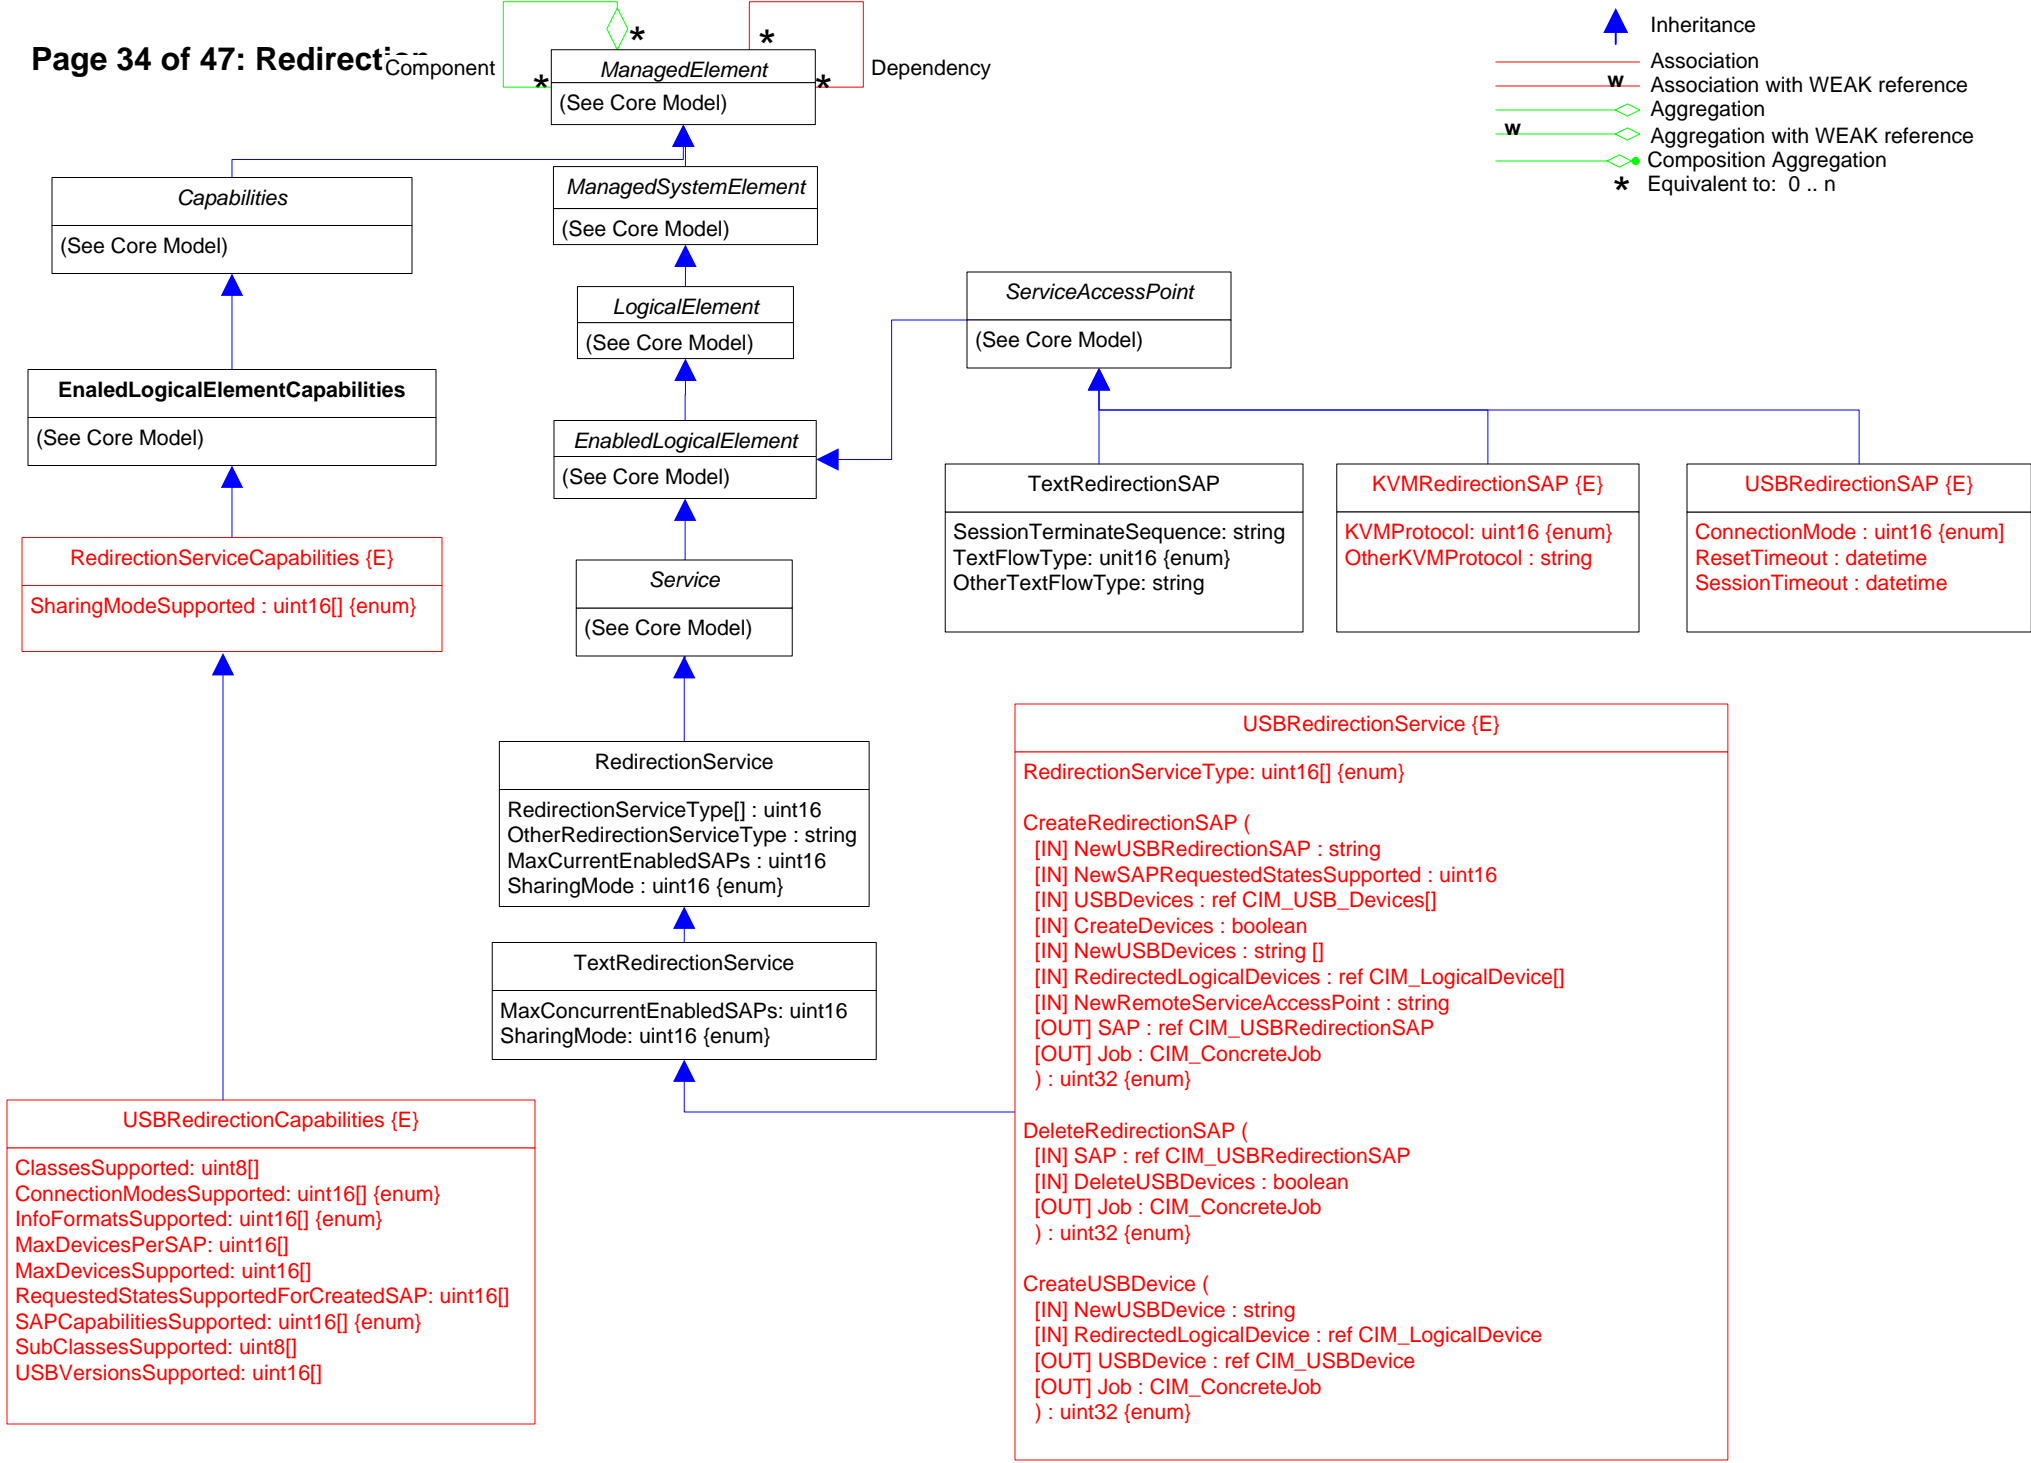 Page 34 of 47: Redirection
Component
*
*
*
*
Dependency
ManagedElement
(See Core Model)
Inheritance
Association
w
Association with WEAK reference
Aggregation
w
Aggregation with WEAK reference
Composition Aggregation
* Equivalent to: 0 .. n
Capabilities
(See Core Model)
ManagedSystemElement
(See Core Model)
LogicalElement
(See Core Model)
ServiceAccessPoint
(See Core Model)
EnaledLogicalElementCapabilities
(See Core Model)
EnabledLogicalElement
(See Core Model)
TextRedirectionSAP
SessionTerminateSequence: string
TextFlowType: unit16 {enum}
OtherTextFlowType: string
KVMRedirectionSAP {E}
KVMProtocol: uint16 {enum}
OtherKVMProtocol : string
USBRedirectionSAP {E}
ConnectionMode : uint16 {enum]
ResetTimeout : datetime
SessionTimeout : datetime
RedirectionServiceCapabilities {E}
SharingModeSupported : uint16[] {enum}
Service
(See Core Model)
RedirectionService
RedirectionServiceType[] : uint16
OtherRedirectionServiceType : string
MaxCurrentEnabledSAPs : uint16
SharingMode : uint16 {enum}
TextRedirectionService
MaxConcurrentEnabledSAPs: uint16
SharingMode: uint16 {enum}
USBRedirectionService {E}
RedirectionServiceType: uint16[] {enum}
CreateRedirectionSAP (
[IN] NewUSBRedirectionSAP : string
[IN] NewSAPRequestedStatesSupported : uint16
[IN] USBDevices : ref CIM_USB_Devices[]
[IN] CreateDevices : boolean
[IN] NewUSBDevices : string []
[IN] RedirectedLogicalDevices : ref CIM_LogicalDevice[]
[IN] NewRemoteServiceAccessPoint : string
[OUT] SAP : ref CIM_USBRedirectionSAP
[OUT] Job : CIM_ConcreteJob
) : uint32 {enum}
DeleteRedirectionSAP (
[IN] SAP : ref CIM_USBRedirectionSAP
[IN] DeleteUSBDevices : boolean
[OUT] Job : CIM_ConcreteJob
) : uint32 {enum}
CreateUSBDevice (
[IN] NewUSBDevice : string
[IN] RedirectedLogicalDevice : ref CIM_LogicalDevice
[OUT] USBDevice : ref CIM_USBDevice
[OUT] Job : CIM_ConcreteJob
) : uint32 {enum}
USBRedirectionCapabilities {E}
ClassesSupported: uint8[]
ConnectionModesSupported: uint16[] {enum}
InfoFormatsSupported: uint16[] {enum}
MaxDevicesPerSAP: uint16[]
MaxDevicesSupported: uint16[]
RequestedStatesSupportedForCreatedSAP: uint16[]
SAPCapabilitiesSupported: uint16[] {enum}
SubClassesSupported: uint8[]
USBVersionsSupported: uint16[]